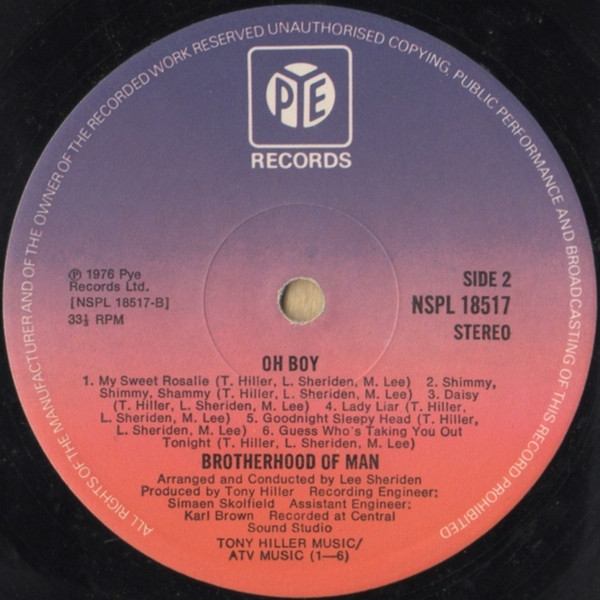 ALL RIGHTS OF THE MANUFACTURER AND OF THE OWNER OF THE RECORDED WORK RESERVED UNAUTHORISED COPYING, PUBLIC PERFORMANCE AND BROADCASTING OF THIS RECORD PROHIBITED
PYE
RECORDS
℗ 1976 Pye
Records Ltd.
[NSPL 18517-B]
33⅓ RPM
SIDE 2
NSPL 18517
STEREO
OH BOY
1. My Sweet Rosalie (T. Hiller, L. Sheriden, M. Lee) 2. Shimmy,
Shimmy, Shammy (T. Hiller, L. Sheriden, M. Lee) 3. Daisy
(T. Hiller, L. Sheriden, M. Lee) 4. Lady Liar (T. Hiller,
L. Sheriden, M. Lee) 5. Goodnight Sleepy Head (T. Hiller,
L. Sheriden, M. Lee) 6. Guess Who's Taking You Out
Tonight (T. Hiller, L. Sheriden, M. Lee)
BROTHERHOOD OF MAN
Arranged and Conducted by Lee Sheriden
Produced by Tony Hiller Recording Engineer:
Simaen Skolfield Assistant Engineer:
Karl Brown Recorded at Central
Sound Studio
TONY HILLER MUSIC/
ATV MUSIC (1—6)